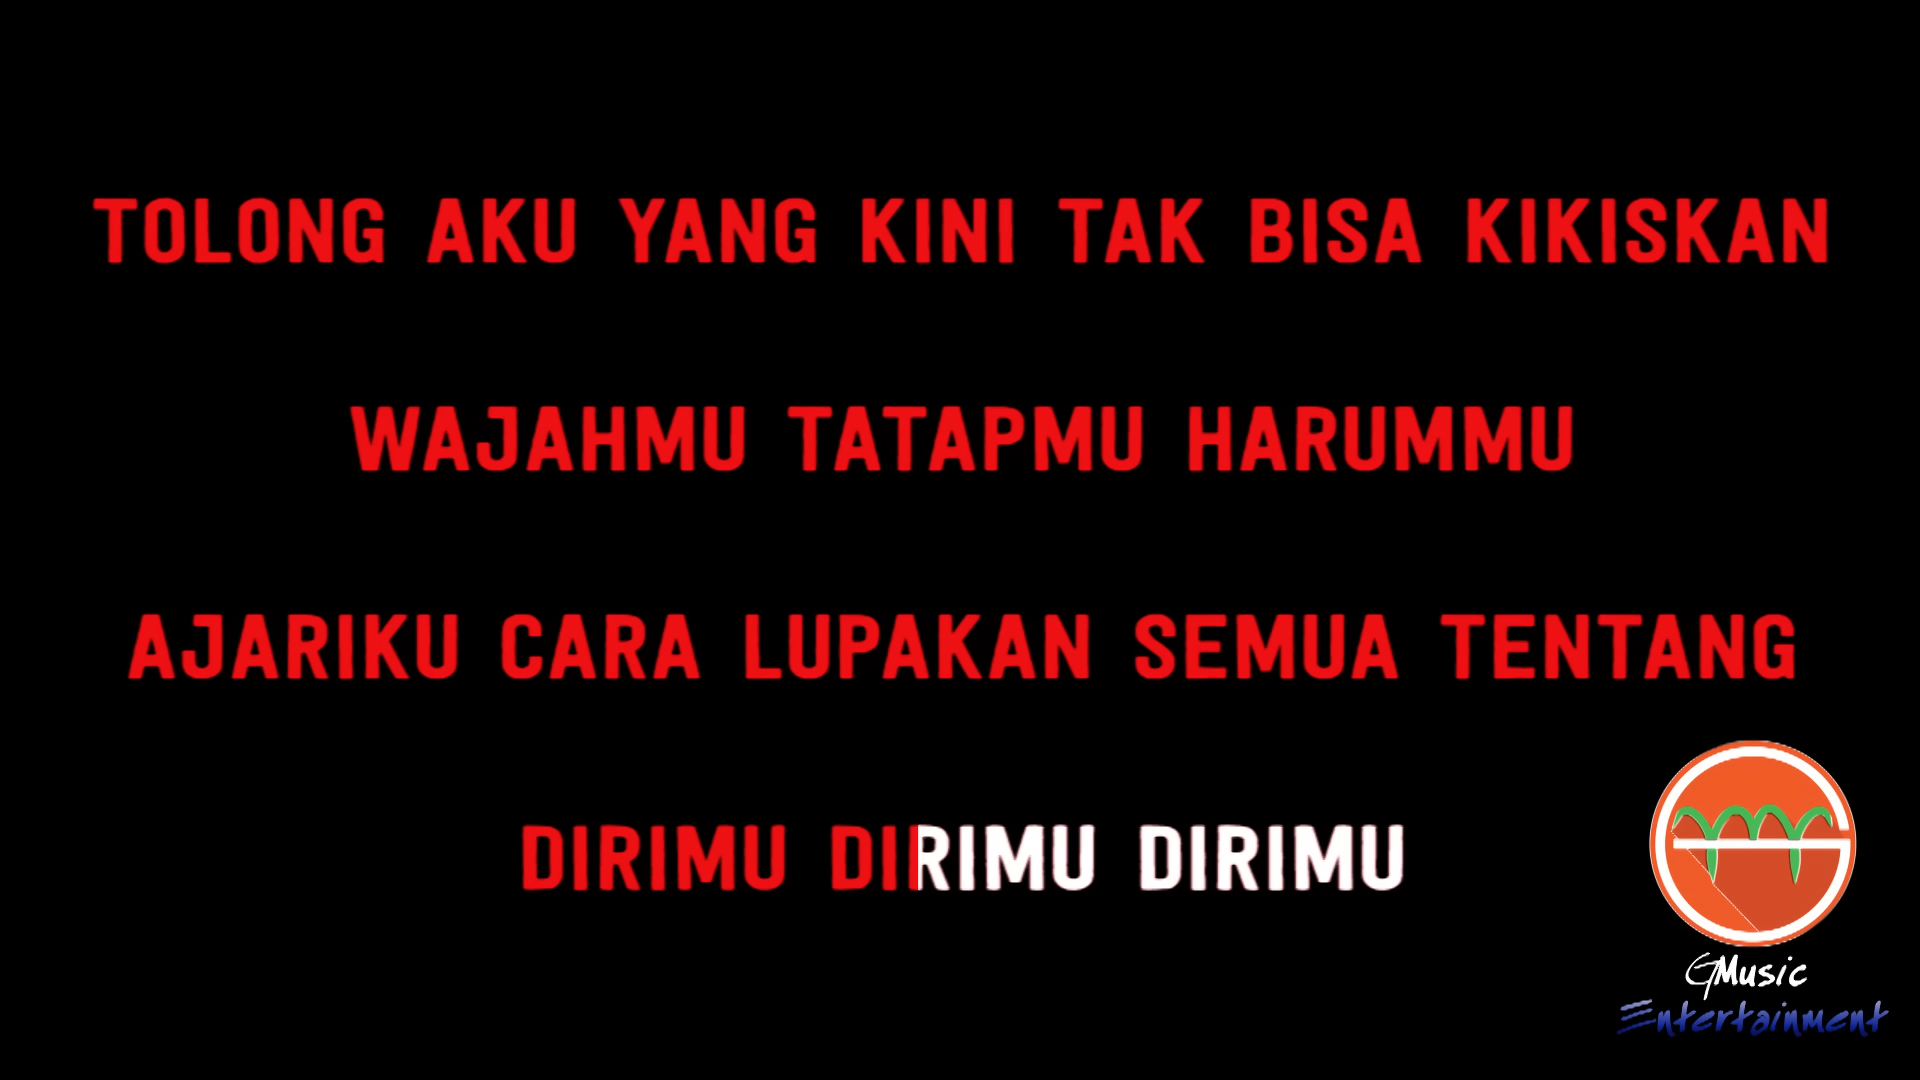 TOLONG AKU YANG KINI TAK BISA KIKISKAN
WAJAHMU TATAPMU HARUMMU
AJARIKU CARA LUPAKAN SEMUA TENTANG
DIRIMU DIRIMU DIRIMU
GMusic
Entertainment